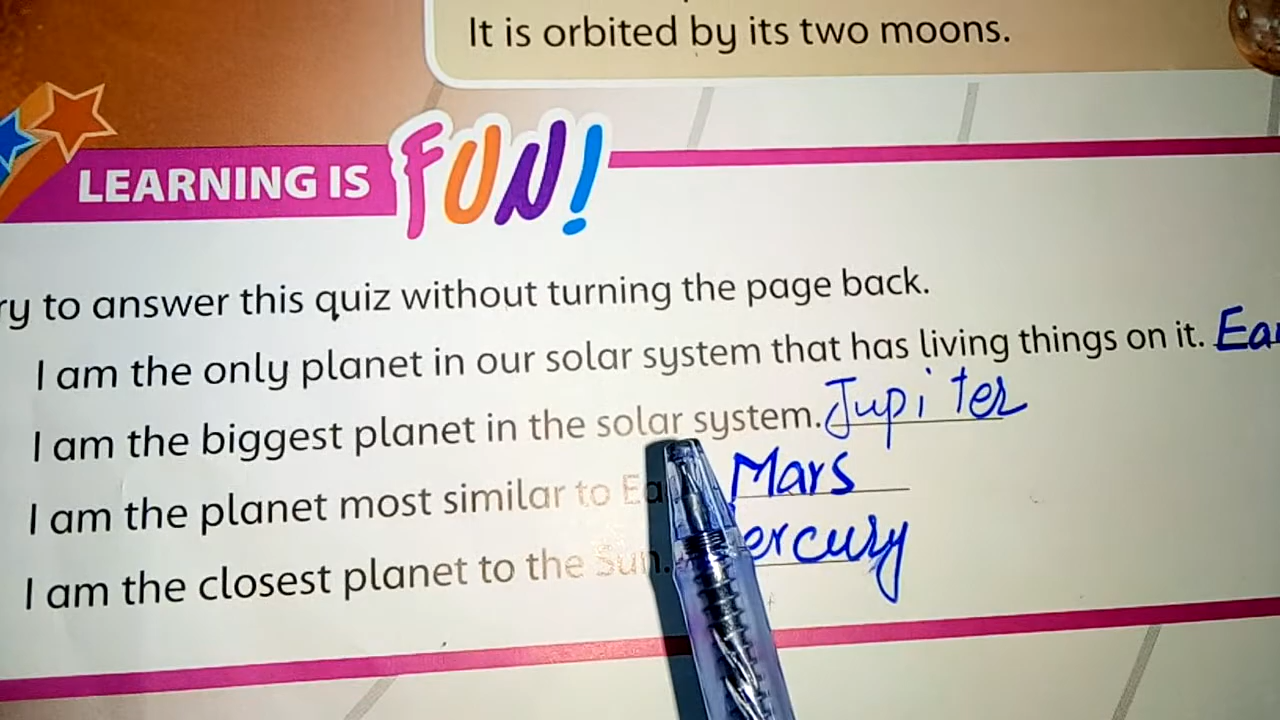 It is orbited by its two moons.
LEARNING IS FUN!
ry to answer this quiz without turning the page back.
I am the only planet in our solar system that has living things on it. Ea
I am the biggest planet in the solar system. Jupiter
I am the planet most similar to Ea Mars
I am the closest planet to the Sun. ercury